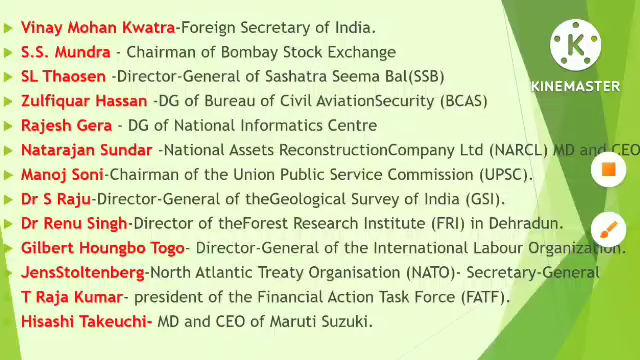 Vinay Mohan Kwatra-Foreign Secretary of India.
S.S. Mundra - Chairman of Bombay Stock Exchange
SL Thaosen -Director-General of Sashatra Seema Bal(SSB)
Zulfiquar Hassan -DG of Bureau of Civil AviationSecurity (BCAS)
Rajesh Gera - DG of National Informatics Centre
Natarajan Sundar -National Assets ReconstructionCompany Ltd (NARCL) MD and CEO
Manoj Soni-Chairman of the Union Public Service Commission (UPSC).
Dr S Raju-Director-General of theGeological Survey of India (GSI).
Dr Renu Singh-Director of theForest Research Institute (FRI) in Dehradun.
Gilbert Houngbo Togo- Director-General of the International Labour Organization.
JensStoltenberg-North Atlantic Treaty Organisation (NATO)- Secretary-General
T Raja Kumar- president of the Financial Action Task Force (FATF).
Hisashi Takeuchi- MD and CEO of Maruti Suzuki.
K
KINEMASTER